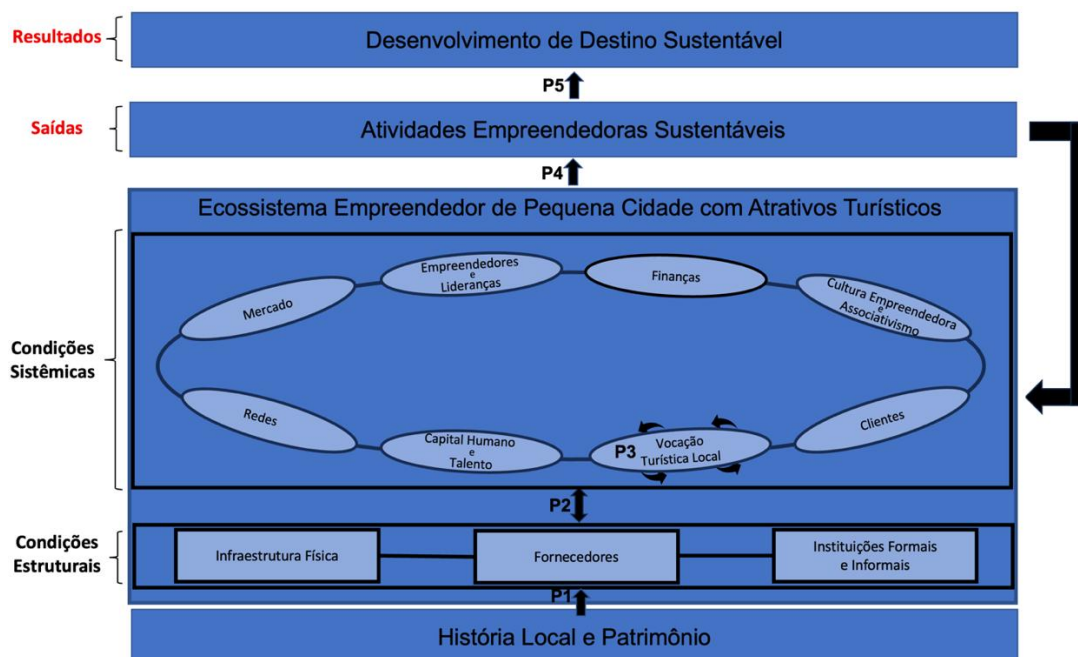 Resultados
Desenvolvimento de Destino Sustentável
P5
Saídas
Atividades Empreendedoras Sustentáveis
P4
Ecossistema Empreendedor de Pequena Cidade com Atrativos Turísticos
Condições
Sistêmicas
Mercado
Empreendedores
e
Lideranças
Finanças
Cultura Empreendedora
e
Associativismo
Redes
Capital Humano
e
Talento
P3
Vocação
Turística Local
Clientes
P2
Condições
Estruturais
Infraestrutura Física
Fornecedores
Instituições Formais
e Informais
P1
História Local e Patrimônio